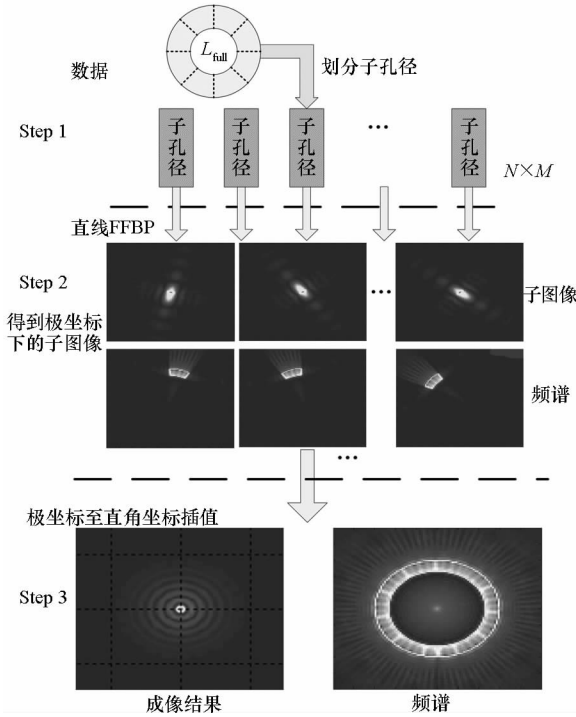 L_full
数据
划分子孔径
Step 1
子孔径
子孔径
子孔径
...
子孔径
N×M
直线FFBP
Step 2
...
子图像
得到极坐标
下的子图像
频谱
...
极坐标至直角坐标插值
Step 3
成像结果
频谱